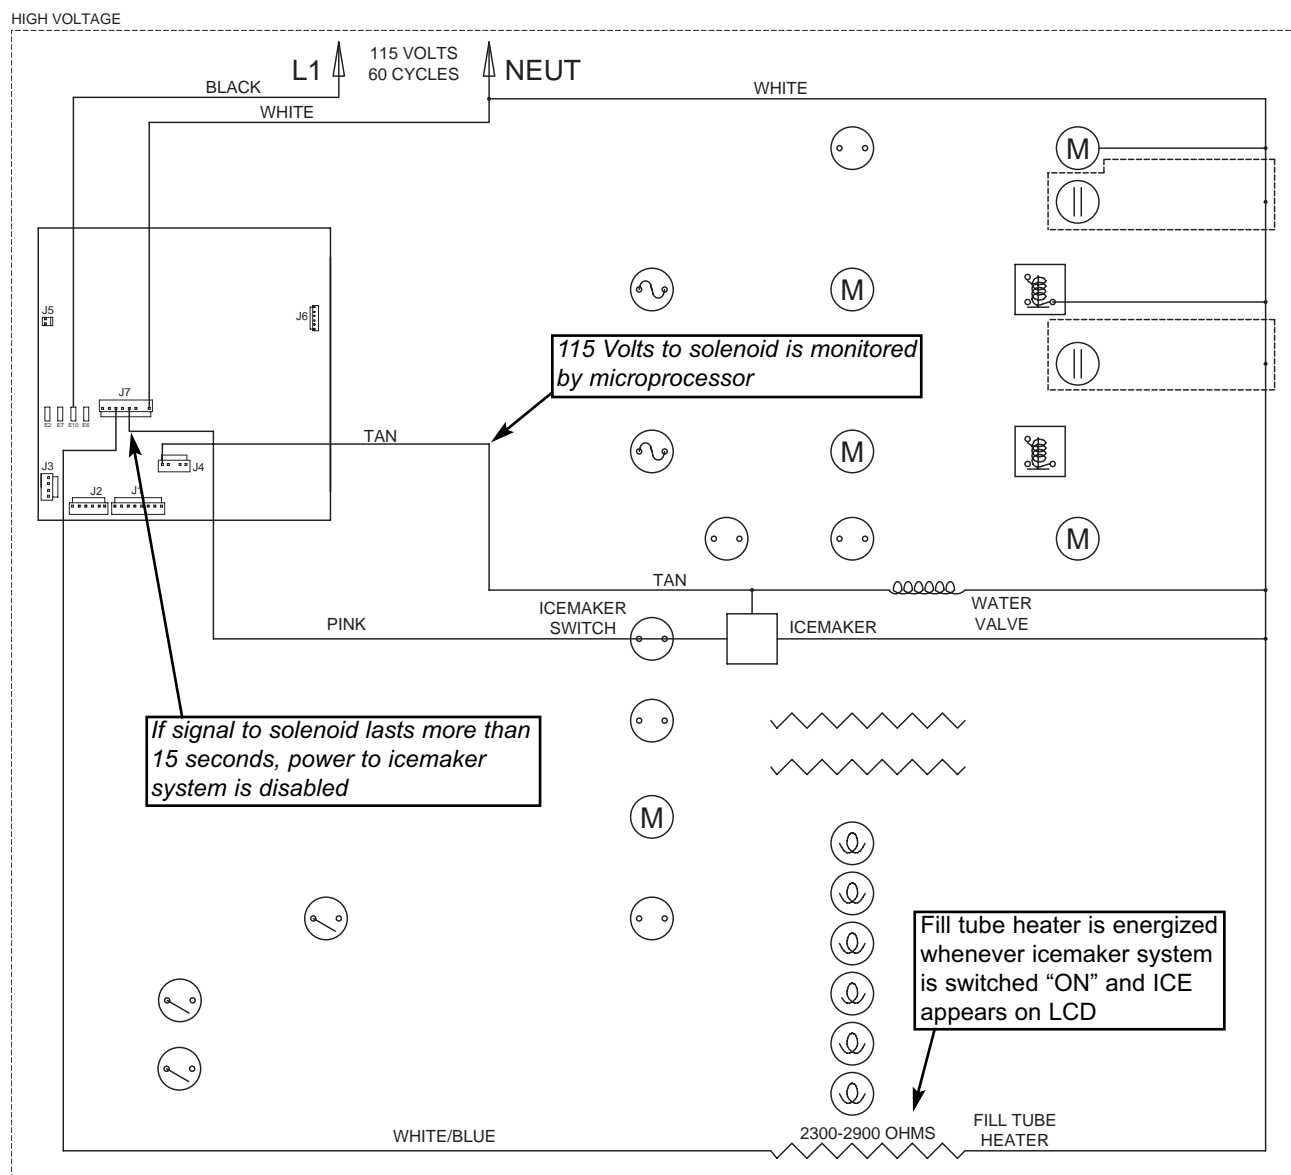 HIGH VOLTAGE
L1
115 VOLTS
60 CYCLES
NEUT
BLACK
WHITE
WHITE
M
J5
J6
M
115 Volts to solenoid is monitored
by microprocessor
J7
E2 E7 E10 E6
TAN
J4
M
J3
J2
J1
M
TAN
WATER
VALVE
ICEMAKER
SWITCH
PINK
ICEMAKER
If signal to solenoid lasts more than
15 seconds, power to icemaker
system is disabled
M
Fill tube heater is energized
whenever icemaker system
is switched “ON” and ICE
appears on LCD
WHITE/BLUE
2300-2900 OHMS
FILL TUBE
HEATER